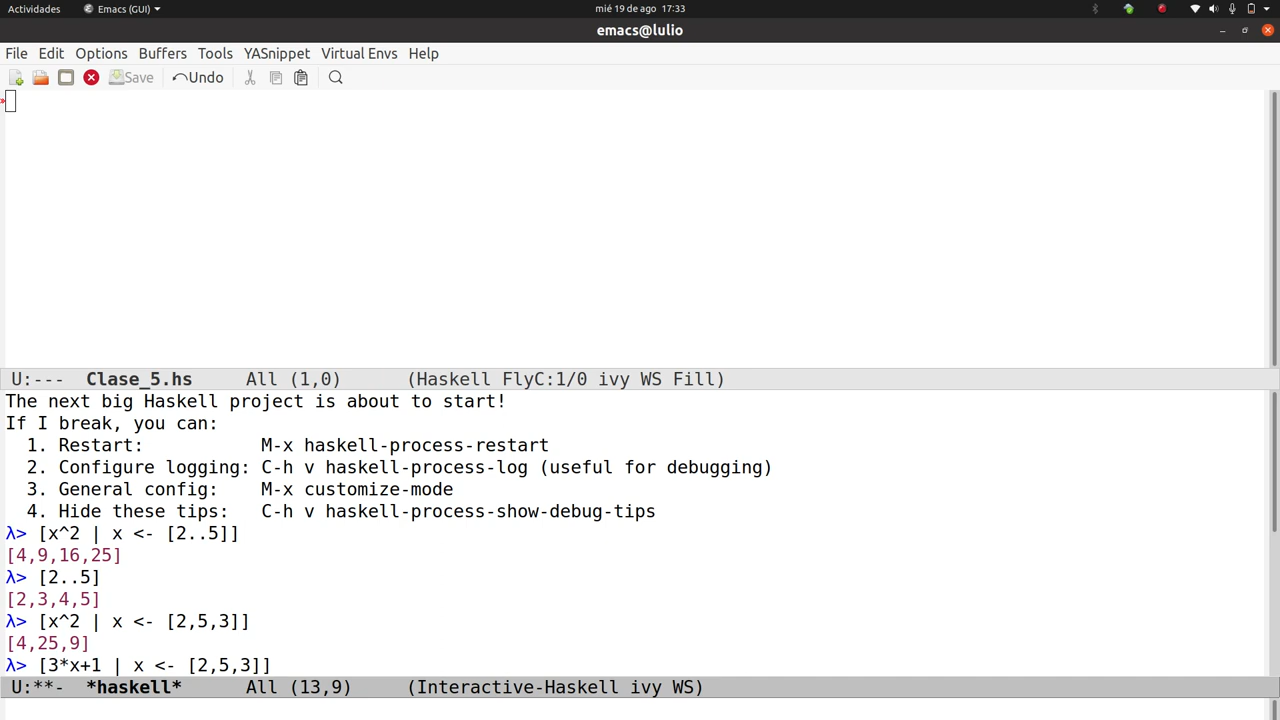 Actividades Emacs (GUI) mié 19 de ago 17:33
emacs@lulio
File Edit Options Buffers Tools YASnippet Virtual Envs Help
Save Undo
U:--- Clase_5.hs All (1,0) (Haskell FlyC:1/0 ivy WS Fill)
The next big Haskell project is about to start!
If I break, you can:
1. Restart: M-x haskell-process-restart
2. Configure logging: C-h v haskell-process-log (useful for debugging)
3. General config: M-x customize-mode
4. Hide these tips: C-h v haskell-process-show-debug-tips
λ> [x^2 | x <- [2..5]]
[4,9,16,25]
λ> [2..5]
[2,3,4,5]
λ> [x^2 | x <- [2,5,3]]
[4,25,9]
λ> [3*x+1 | x <- [2,5,3]]
U:**- *haskell* All (13,9) (Interactive-Haskell ivy WS)